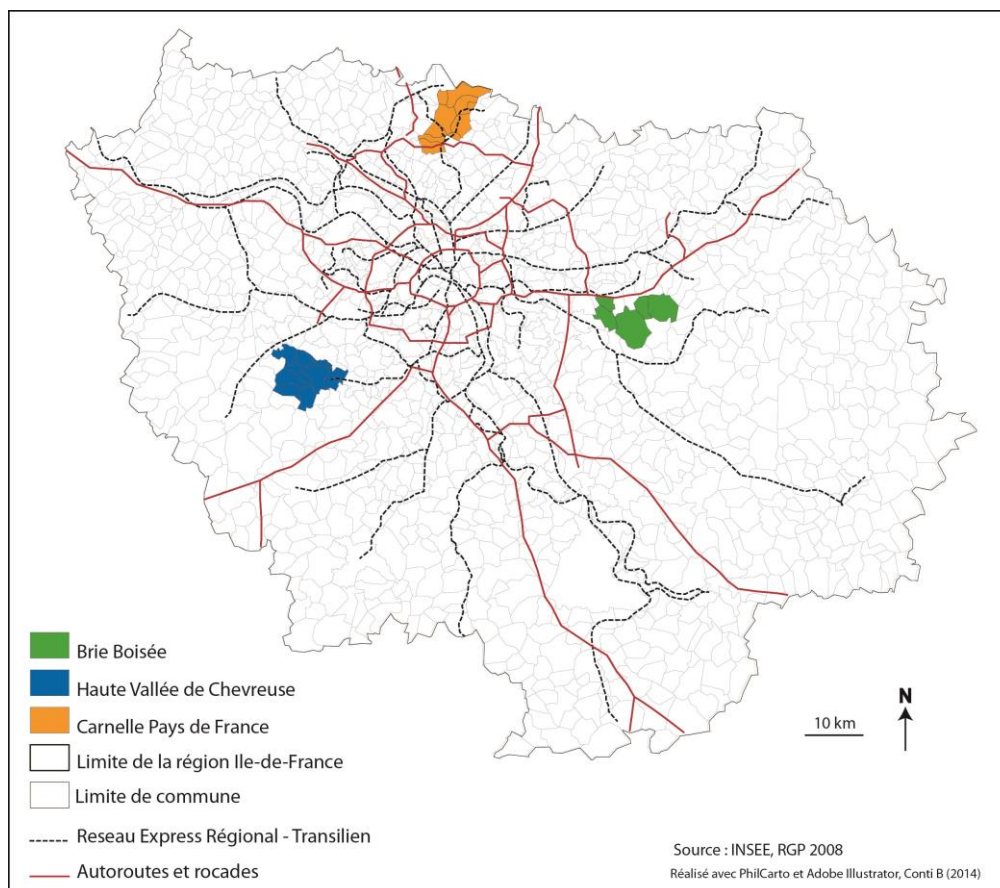 Brie Boisée
Haute Vallée de Chevreuse
Carnelle Pays de France
Limite de la région Ile-de-France
Limite de commune
Reseau Express Régional - Transilien
Autoroutes et rocades
10 km
N
Source : INSEE, RGP 2008
Réalisé avec PhilCarto et Adobe Illustrator, Conti B (2014)